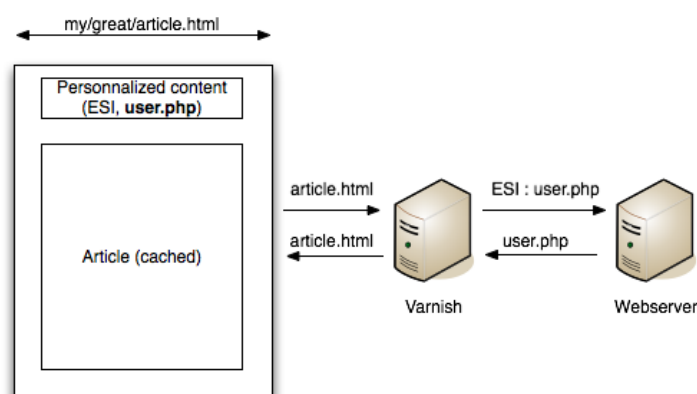 my/great/article.html
Personnalized content
(ESI, user.php)
Article (cached)
article.html
article.html
ESI : user.php
user.php
Varnish
Webserver